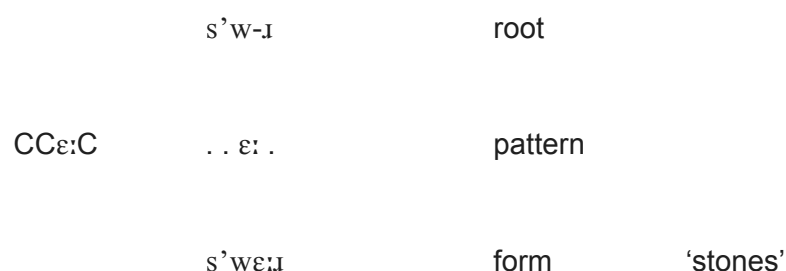 s’w-ɹ root
CCɛːC . . ɛː . pattern
s’wɛːɹ form ‘stones’